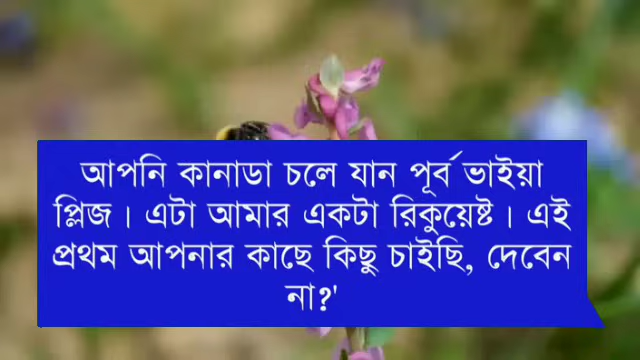 আপনি কানাডা চলে যান পূর্ব ভাইয়া
প্লিজ। এটা আমার একটা রিকুয়েষ্ট। এই
প্রথম আপনার কাছে কিছু চাইছি, দেবেন
না?'